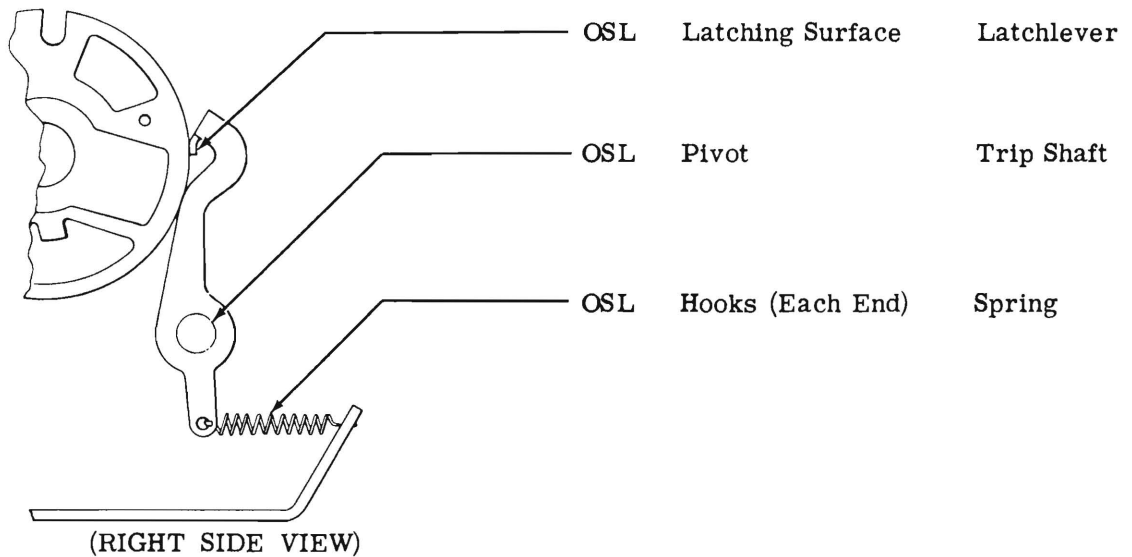 OSL Latching Surface Latchlever
OSL Pivot Trip Shaft
OSL Hooks (Each End) Spring
(RIGHT SIDE VIEW)